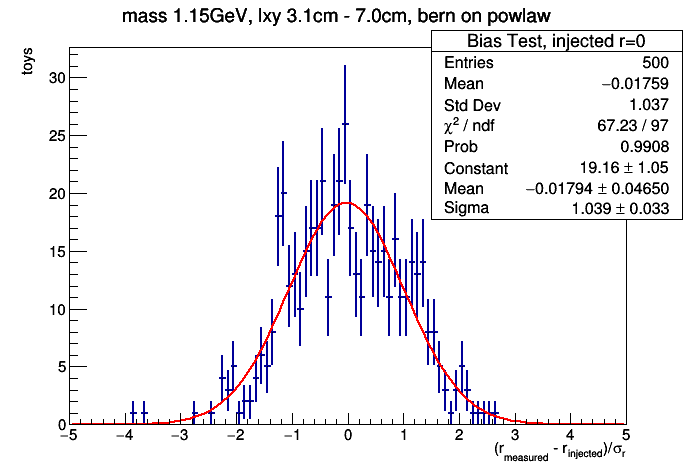 mass 1.15GeV, lxy 3.1cm - 7.0cm, bern on powlaw
Bias Test, injected r=0
Entries 500
Mean −0.01759
Std Dev 1.037
χ² / ndf 67.23 / 97
Prob 0.9908
Constant 19.16 ± 1.05
Mean −0.01794 ± 0.04650
Sigma 1.039 ± 0.033
toys
30
25
20
15
10
5
0
−5 −4 −3 −2 −1 0 1 2 3 4 5
(r_measured - r_injected)/σ_r